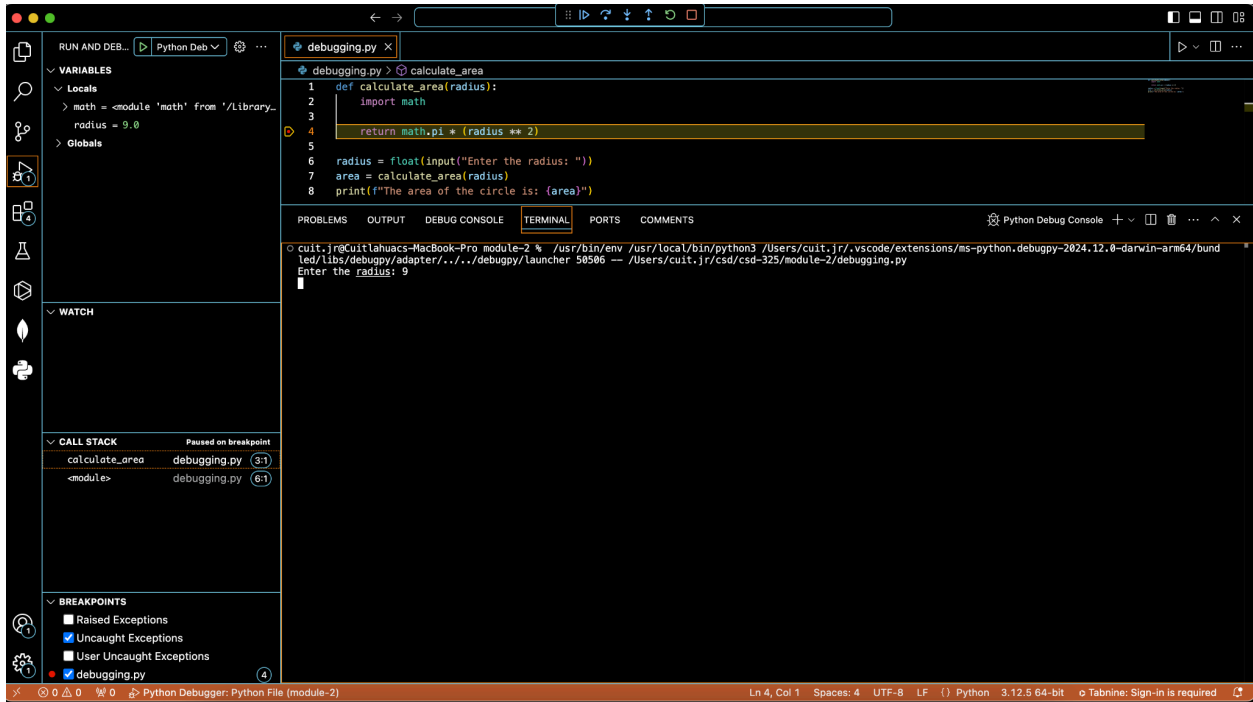 RUN AND DEB... Python Deb
debugging.py
VARIABLES
Locals
math = <module 'math' from '/Library…
radius = 9.0
Globals
1
4
WATCH
CALL STACK Paused on breakpoint
calculate_area debugging.py 3:1
<module> debugging.py 6:1
BREAKPOINTS
Raised Exceptions
Uncaught Exceptions
User Uncaught Exceptions
debugging.py 4
1
1
debugging.py > calculate_area
1 def calculate_area(radius):
2 import math
3
4 return math.pi * (radius ** 2)
5
6 radius = float(input("Enter the radius: "))
7 area = calculate_area(radius)
8 print(f"The area of the circle is: {area}")
PROBLEMS OUTPUT DEBUG CONSOLE TERMINAL PORTS COMMENTS Python Debug Console
cuit.jr@Cuitlahuacs-MacBook-Pro module-2 % /usr/bin/env /usr/local/bin/python3 /Users/cuit.jr/.vscode/extensions/ms-python.debugpy-2024.12.0-darwin-arm64/bund
led/libs/debugpy/adapter/../../debugpy/launcher 50506 -- /Users/cuit.jr/csd/csd-325/module-2/debugging.py
Enter the radius: 9
0 0 0 Python Debugger: Python File (module-2) Ln 4, Col 1 Spaces: 4 UTF-8 LF {} Python 3.12.5 64-bit Tabnine: Sign-in is required